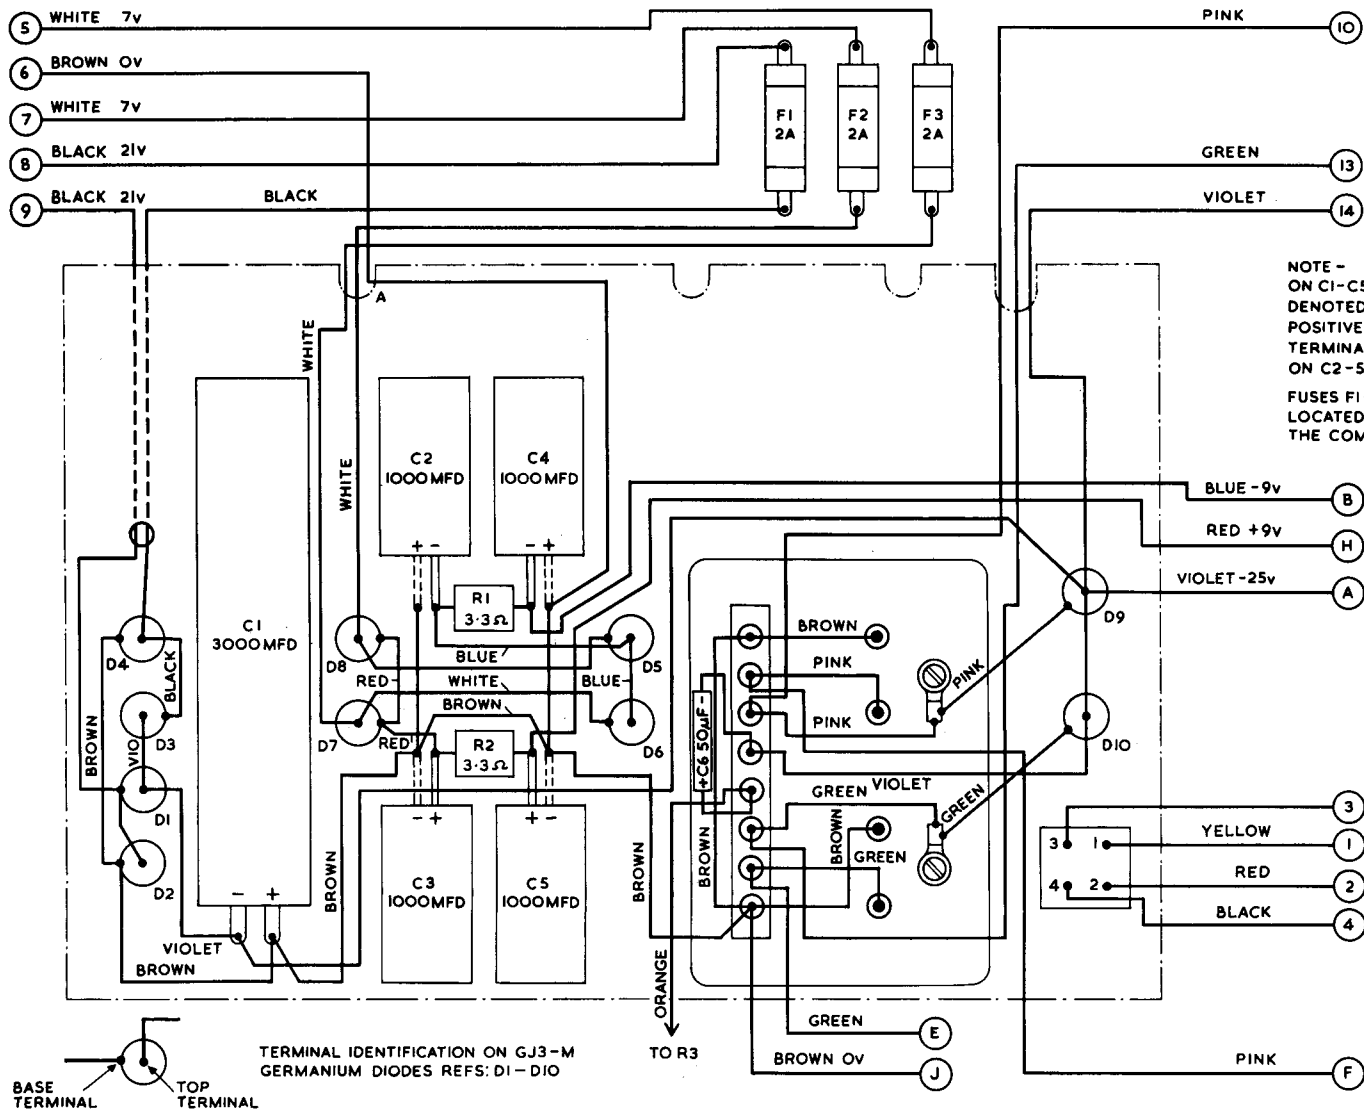 5 WHITE 7v
6 BROWN 0v
7 WHITE 7v
8 BLACK 21v
9 BLACK 21v
BLACK
F1
2A
F2
2A
F3
2A
PINK 10
GREEN 13
VIOLET 14
NOTE -
ON C1-C5
DENOTED
POSITIVE
TERMINA
ON C2-5
FUSES F1
LOCATED
THE COM
A
WHITE
WHITE
C2
1000MFD
+ -
C4
1000MFD
- +
BLUE -9v B
RED +9v H
VIOLET -25v A
C1
3000MFD
- +
R1
3·3Ω
D4
D3
D1
D2
BROWN
VIO
BLACK
D8
D7
D5
D6
BLUE
RED
WHITE
BLUE
BROWN
RED
R2
3·3Ω
- +
C3
1000MFD
+ -
C5
1000MFD
BROWN
BROWN
VIOLET
BROWN
BROWN
PINK
PINK
PINK
D9
D10
+C6 50µF-
VIOLET
GREEN
BROWN
BROWN
GREEN
GREEN
3 1
4 2
3
YELLOW 1
RED 2
BLACK 4
ORANGE
TO R3
GREEN E
BROWN 0v J
PINK F
BASE
TERMINAL
TOP
TERMINAL
TERMINAL IDENTIFICATION ON GJ3-M
GERMANIUM DIODES REFS: D1-D10